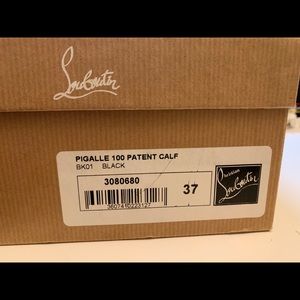 Louboutin
PIGALLE 100 PATENT CALF
BK01 BLACK
3080680
37
Christian
Louboutin